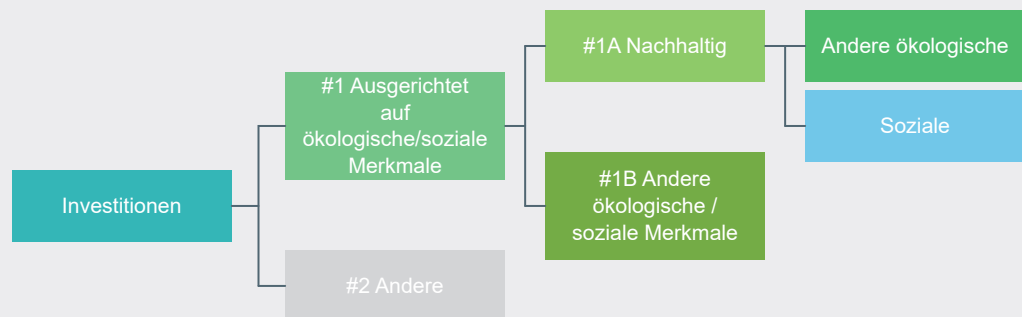 Investitionen
#1 Ausgerichtet
auf
ökologische/soziale
Merkmale
#2 Andere
#1A Nachhaltig
#1B Andere
ökologische /
soziale Merkmale
Andere ökologische
Soziale